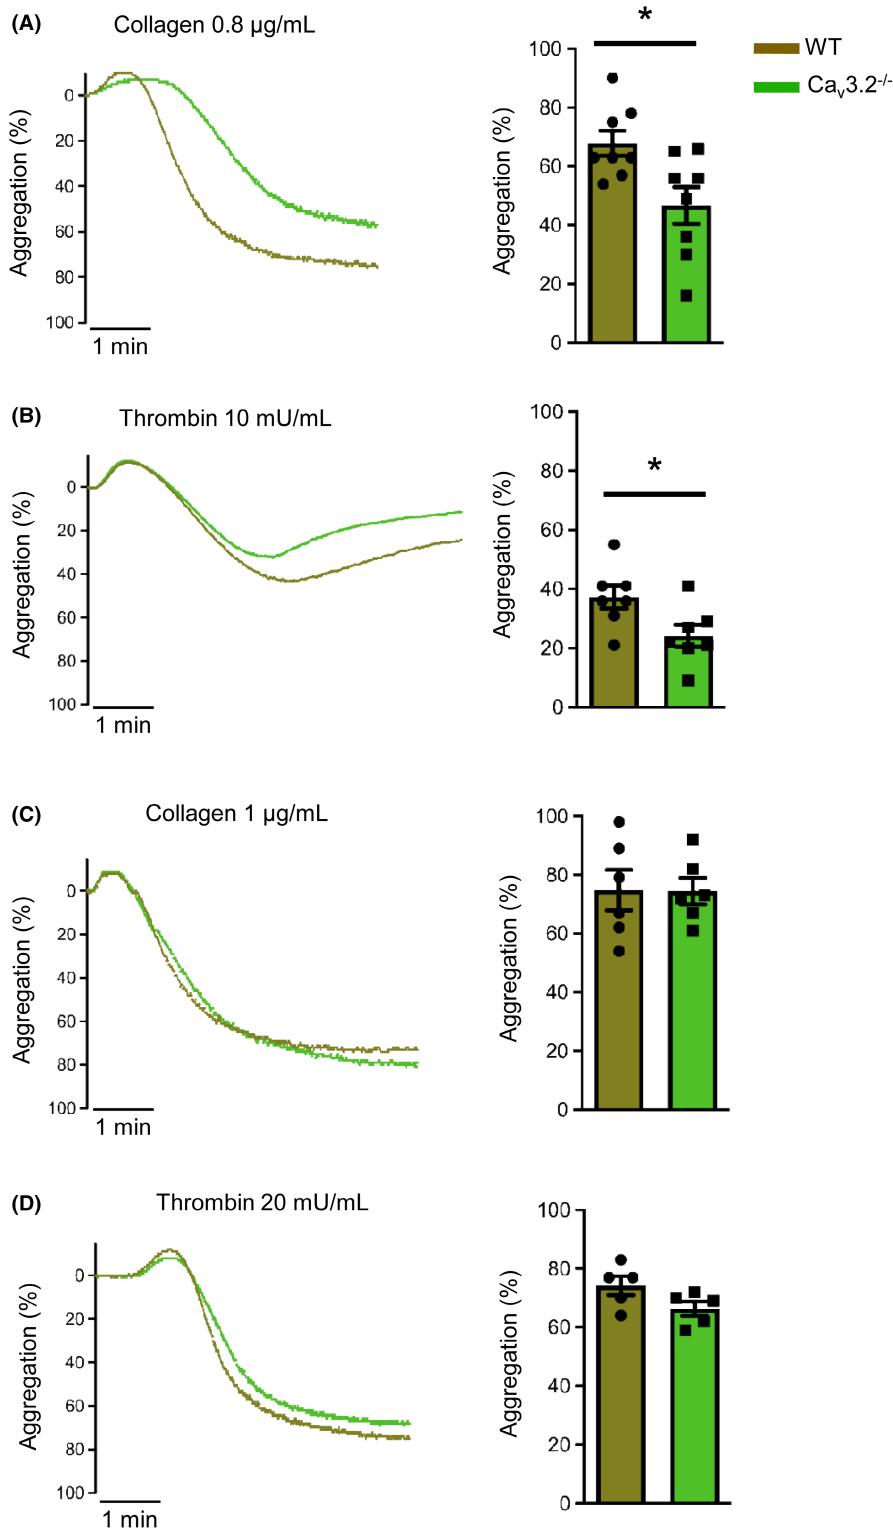 (A)
Collagen 0.8 µg/mL
Aggregation (%)
0
20
40
60
80
100
1 min
Aggregation (%)
100
80
60
40
20
0
*
WT
Cav3.2-/-
(B)
Thrombin 10 mU/mL
Aggregation (%)
0
20
40
60
80
100
1 min
Aggregation (%)
100
80
60
40
20
0
*
(C)
Collagen 1 µg/mL
Aggregation (%)
0
20
40
60
80
100
1 min
Aggregation (%)
100
80
60
40
20
0
(D)
Thrombin 20 mU/mL
Aggregation (%)
0
20
40
60
80
100
1 min
Aggregation (%)
100
80
60
40
20
0